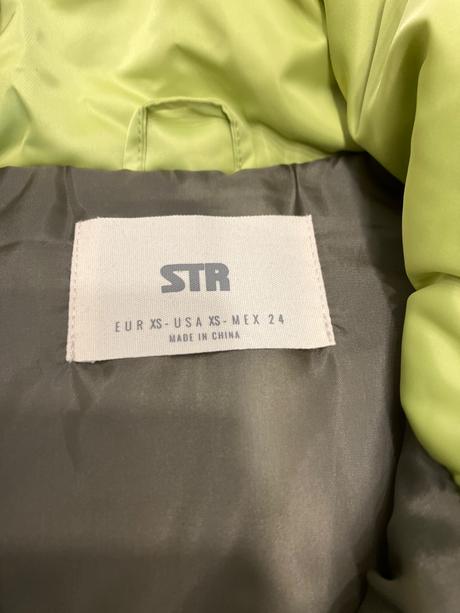 STR
EUR XS - USA XS - MEX 24
MADE IN CHINA